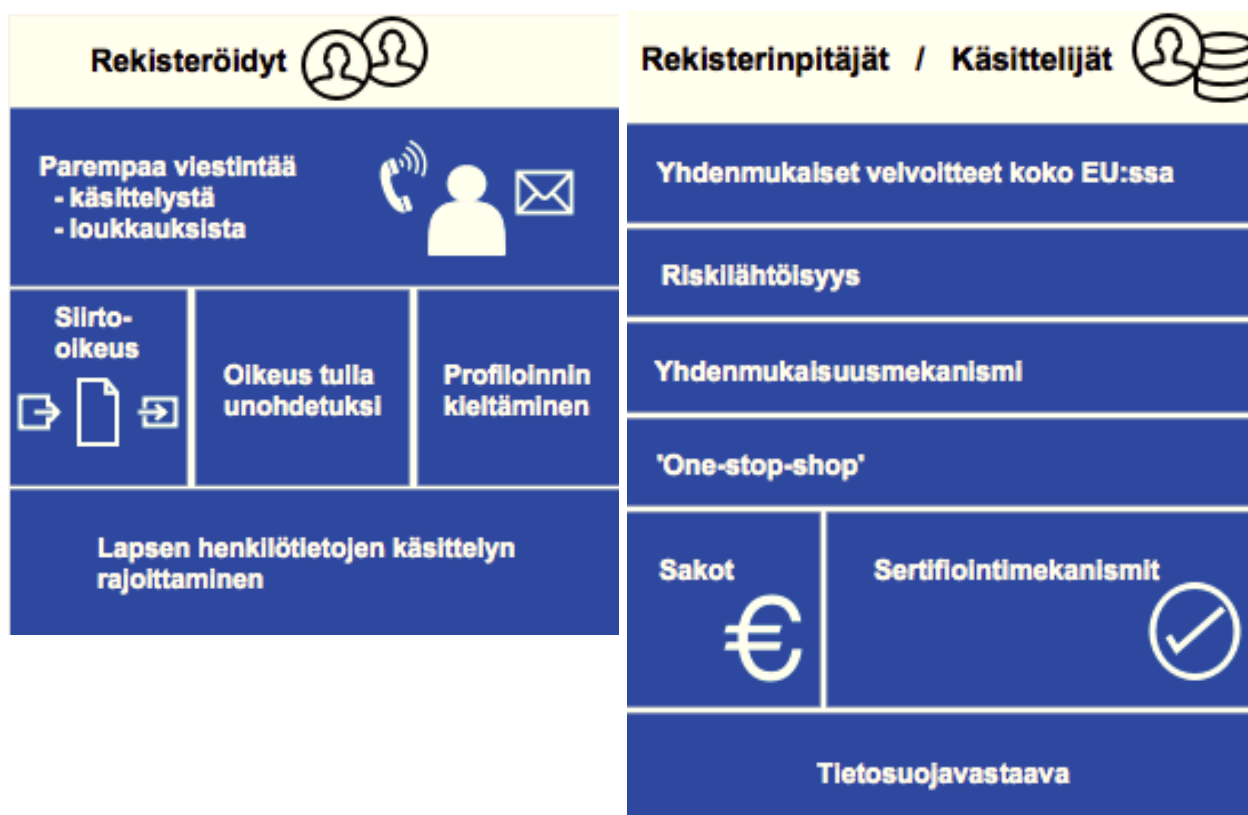 Rekisteröidyt
Parempaa viestintää
- käsittelystä
- loukkauksista
Siirto-
oikeus
Oikeus tulla
unohdetuksi
Profiloinnin
kieltäminen
Lapsen henkilötietojen käsittelyn
rajoittaminen
Rekisterinpitäjät / Käsittelijät
Yhdenmukaiset velvoitteet koko EU:ssa
Riskilähtöisyys
Yhdenmukaisuusmekanismi
'One-stop-shop'
Sakot
€
Sertifiointimekanismit
Tietosuojavastaava